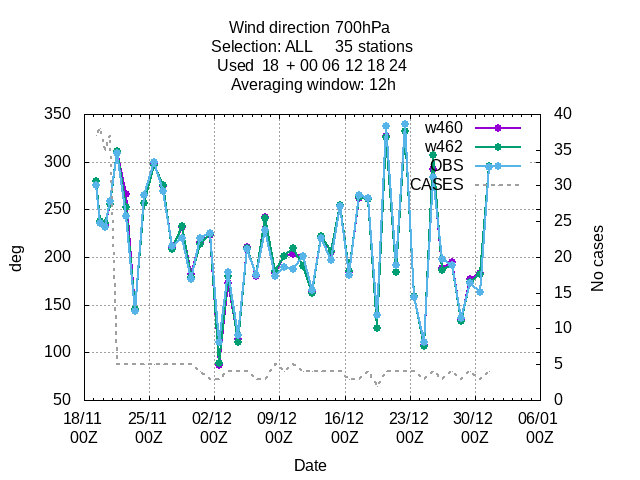 Wind direction 700hPa
Selection: ALL 35 stations
Used 18 + 00 06 12 18 24
Averaging window: 12h
350
300
250
200
150
100
50
deg
40
35
30
25
20
15
10
5
0
No cases
w460
w462
OBS
CASES
18/11 25/11 02/12 09/12 16/12 23/12 30/12 06/01
00Z 00Z 00Z 00Z 00Z 00Z 00Z 00Z
Date